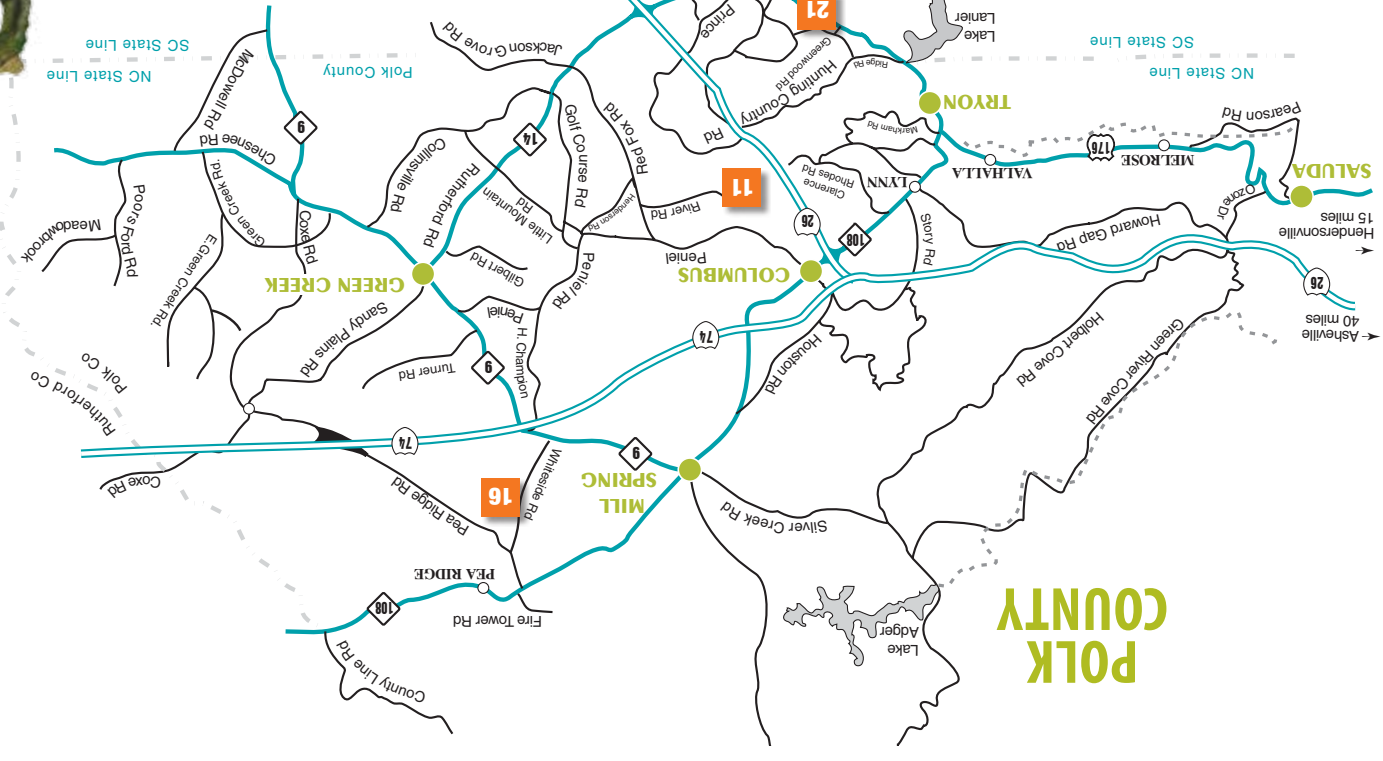 POLK
COUNTY
County Line Rd
Lake
Adger
Fire Tower Rd
108
PEA RIDGE
Silver Creek Rd
MILL
SPRING
9
16
Whiteside Rd
Pea Ridge Rd
Coxe Rd
74
Rutherford Co
Polk Co
Green River Cove Rd
Holbert Cove Rd
Houston Rd
74
H. Champion
9
Turner Rd
Sandy Plains Rd
Asheville
40 miles
26
Peniel
Peniel Rd
Gilbert Rd
GREEN CREEK
E. Green Creek Rd.
COLUMBUS
Peniel
Hendersonville
15 miles
Howard Gap Rd
Story Rd
108
26
River Rd
Henderson Rd
Little Mountain
Rd
Rutherford Rd
Coxe Rd
Green Creek Rd.
Poors Ford Rd
Meadowbrook
SALUDA
Ozone Dr
LYNN
Clarence
Rhodes Rd
11
Red Fox Rd
Golf Course Rd
Collinsville Rd
VALHALLA
MELROSE
176
Pearson Rd
Markham Rd
14
Chesnee Rd
9
McDowell Rd
TRYON
Hunting Country
Rd
Greenwood Rd
Ridge Rd
NC State Line
SC State Line
Polk County
NC State Line
SC State Line
Jackson Grove Rd
Prince
21
Lake
Lanier